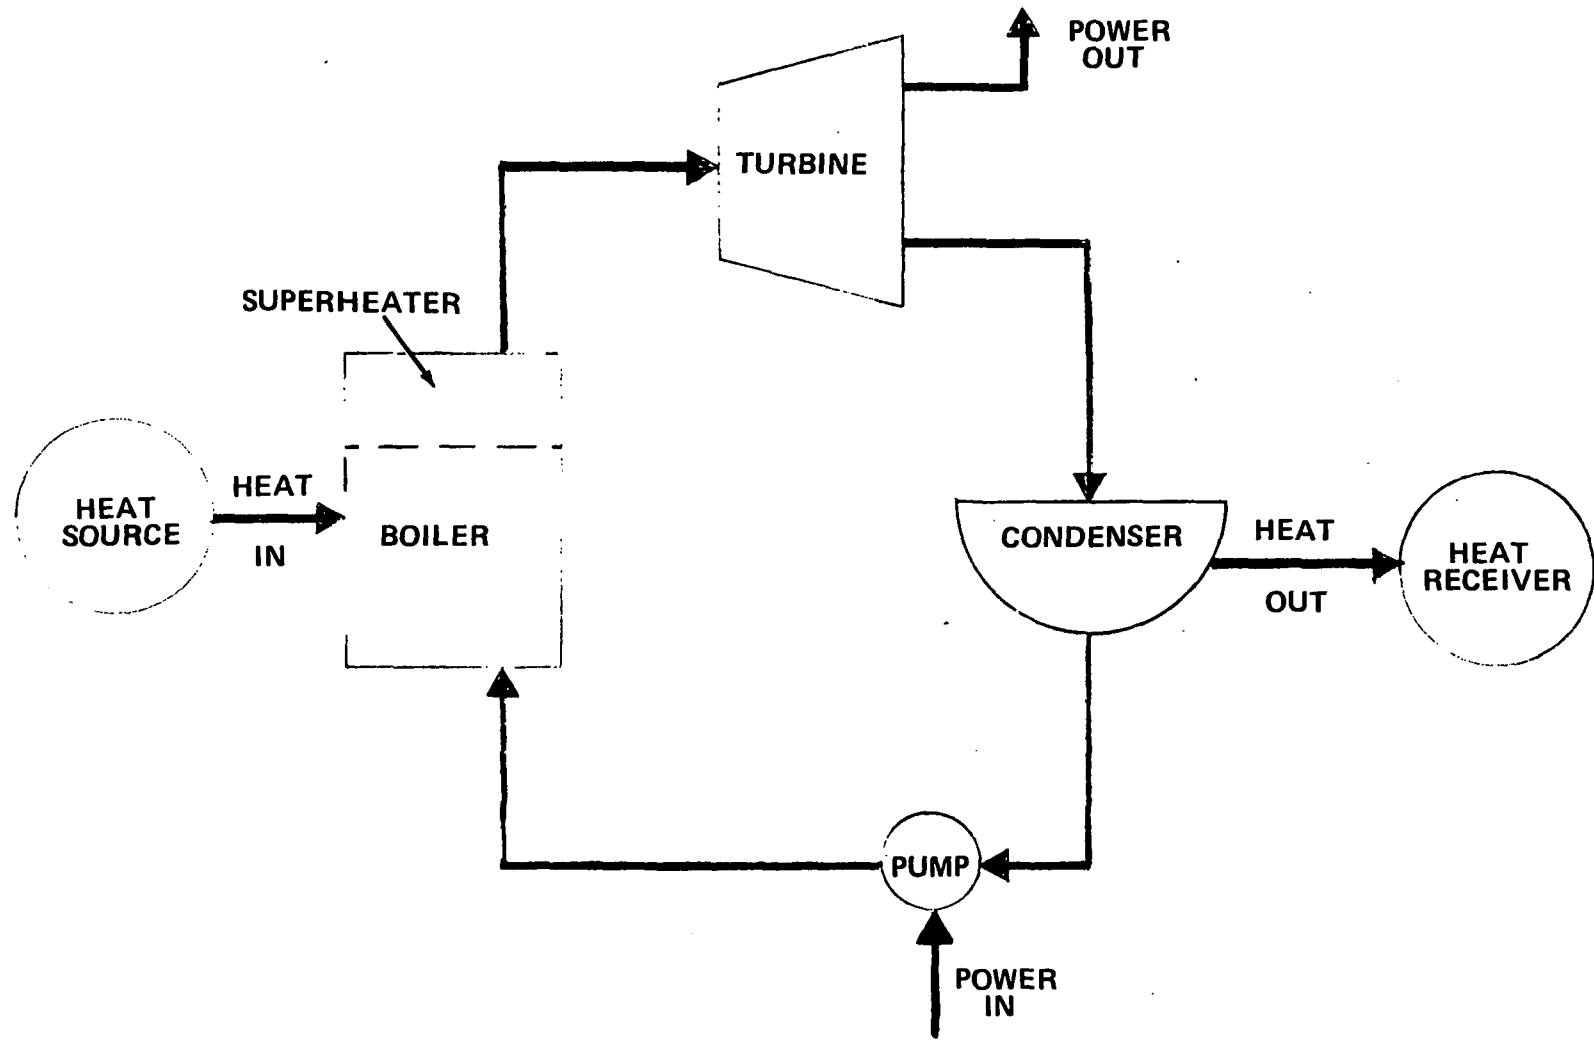 POWER
OUT
TURBINE
SUPERHEATER
HEAT
IN
HEAT
SOURCE
BOILER
CONDENSER
HEAT
OUT
HEAT
RECEIVER
PUMP
POWER
IN